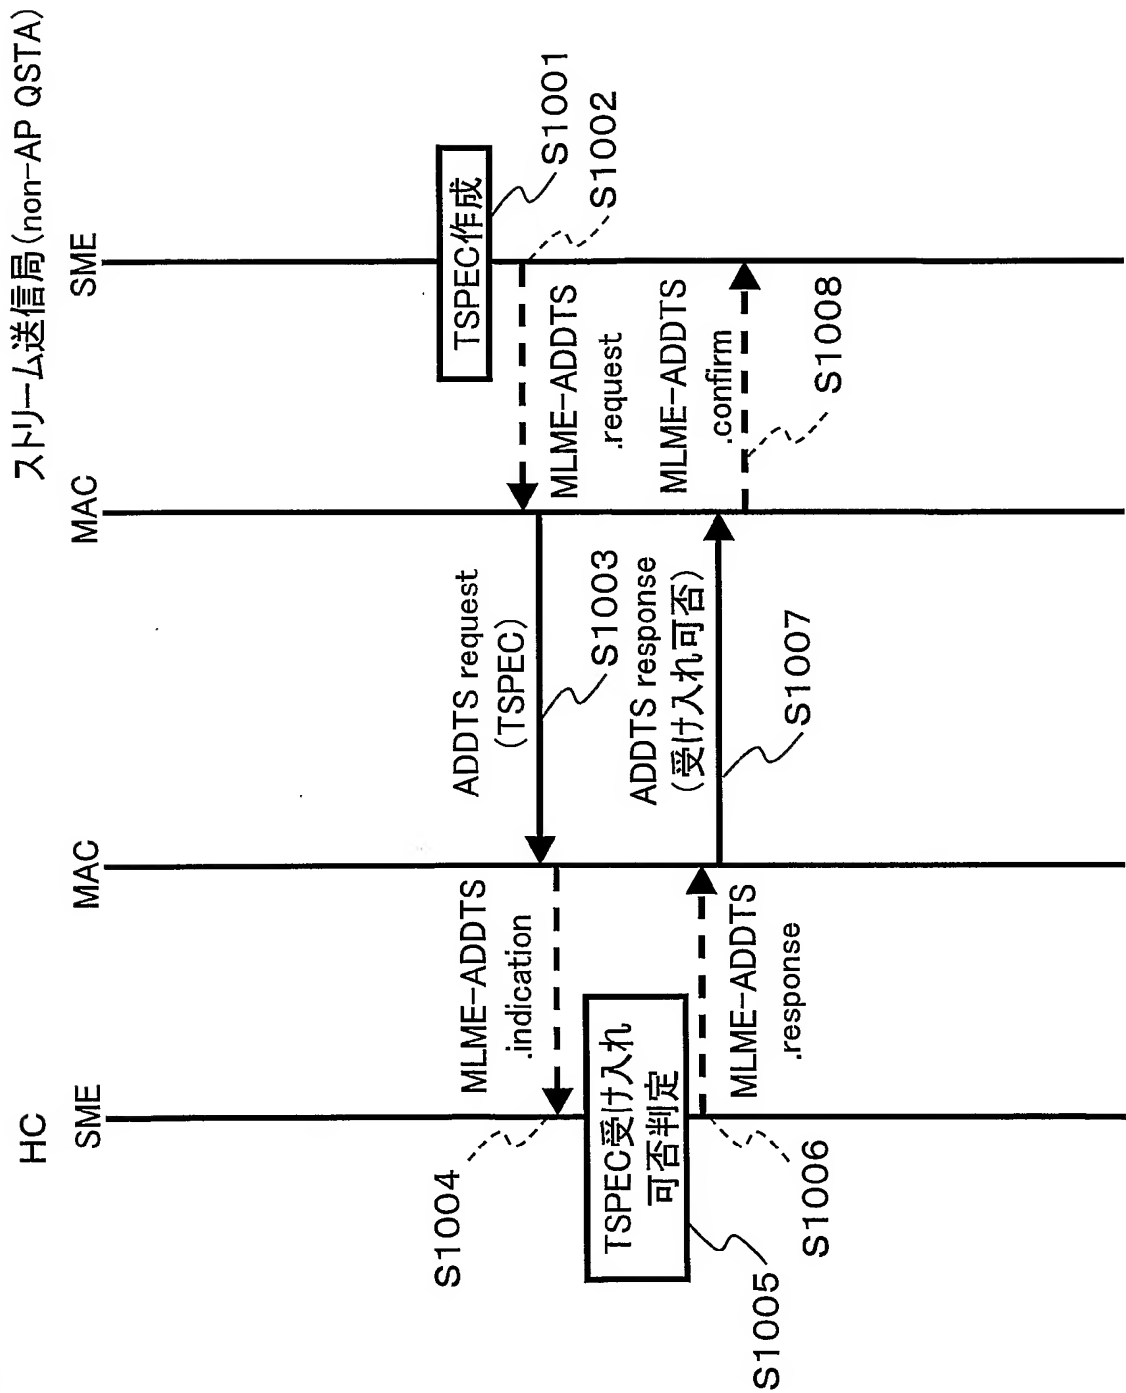 HC
ストリーム送信局(non-AP QSTA)
SME
MAC
MAC
SME
TSPEC作成
S1001
S1002
MLME-ADDTS
.request
ADDTS request
(TSPEC)
S1003
MLME-ADDTS
.indication
S1004
TSPEC受け入れ
可否判定
S1005
MLME-ADDTS
.response
S1006
ADDTS response
(受け入れ可否)
S1007
MLME-ADDTS
.confirm
S1008